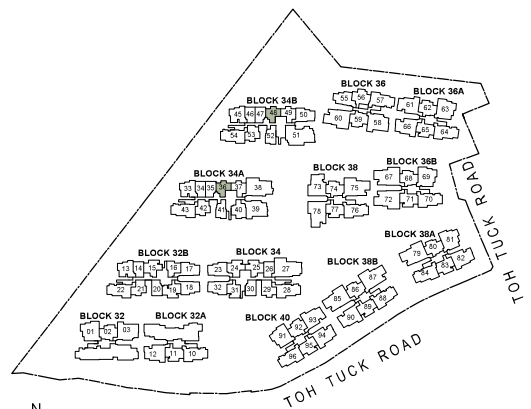 BLOCK 36
BLOCK 36A
55 56 57
61 62 63
60 59 58
66 65 64
BLOCK 34B
45 46 47 48 49 50
54 53 52 51
BLOCK 34A
33 34 35 36 37 38
43 42 41 40 39
BLOCK 38
73 74 75
78 77 76
BLOCK 36B
67 68 69
72 71 70
TOH TUCK ROAD
BLOCK 38A
79 80 81
84 83 82
BLOCK 32B
13 14 15 16 17
22 21 20 19 18
BLOCK 34
23 24 25 26 27
32 31 30 29 28
BLOCK 38B
85 86 87
90 89 88
BLOCK 32
01 02 03
BLOCK 32A
12 11 10
BLOCK 40
91 92 93
96 95 94
TOH TUCK ROAD
N